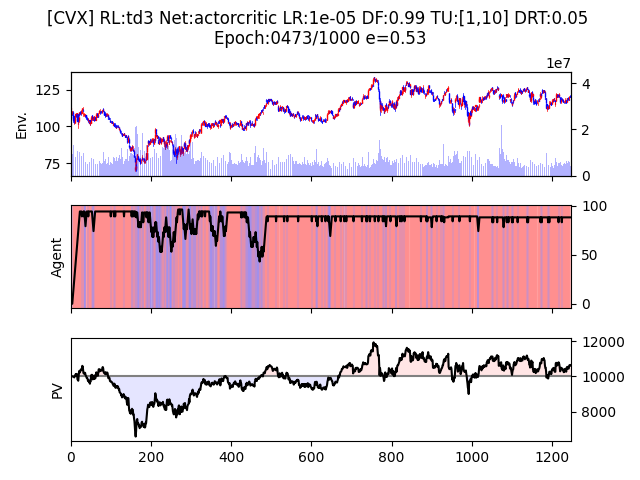 [CVX] RL:td3 Net:actorcritic LR:1e-05 DF:0.99 TU:[1,10] DRT:0.05
Epoch:0473/1000 e=0.53
1e7
125
100
75
Env.
4
2
0
Agent
100
50
0
PV
12000
10000
8000
0 200 400 600 800 1000 1200